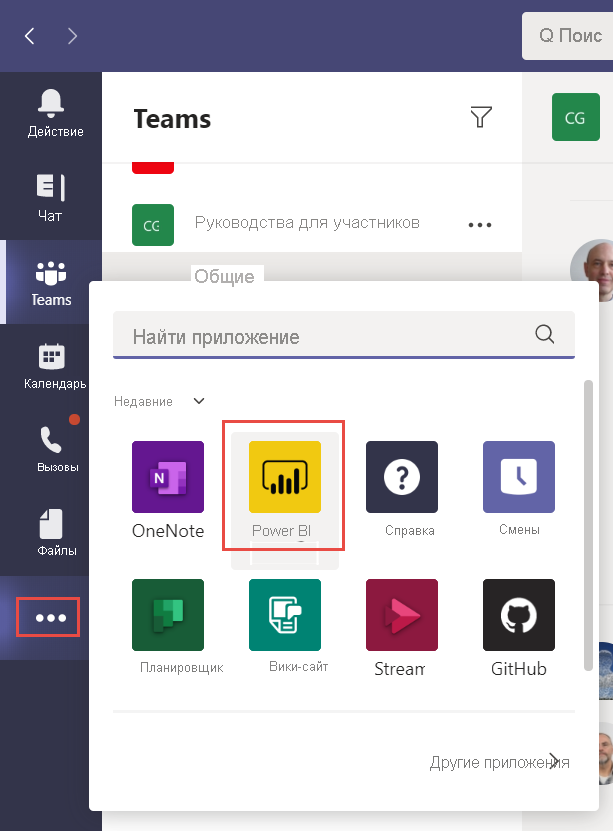 Q Поиск
Действие
Чат
Teams
Календарь
Вызовы
Файлы
Teams
CG
CG
Руководства для участников
Общие
Найти приложение
Недавние
N
OneNote
Power BI
?
Справка
Смены
Планировщик
Вики-сайт
Stream
GitHub
Другие приложения